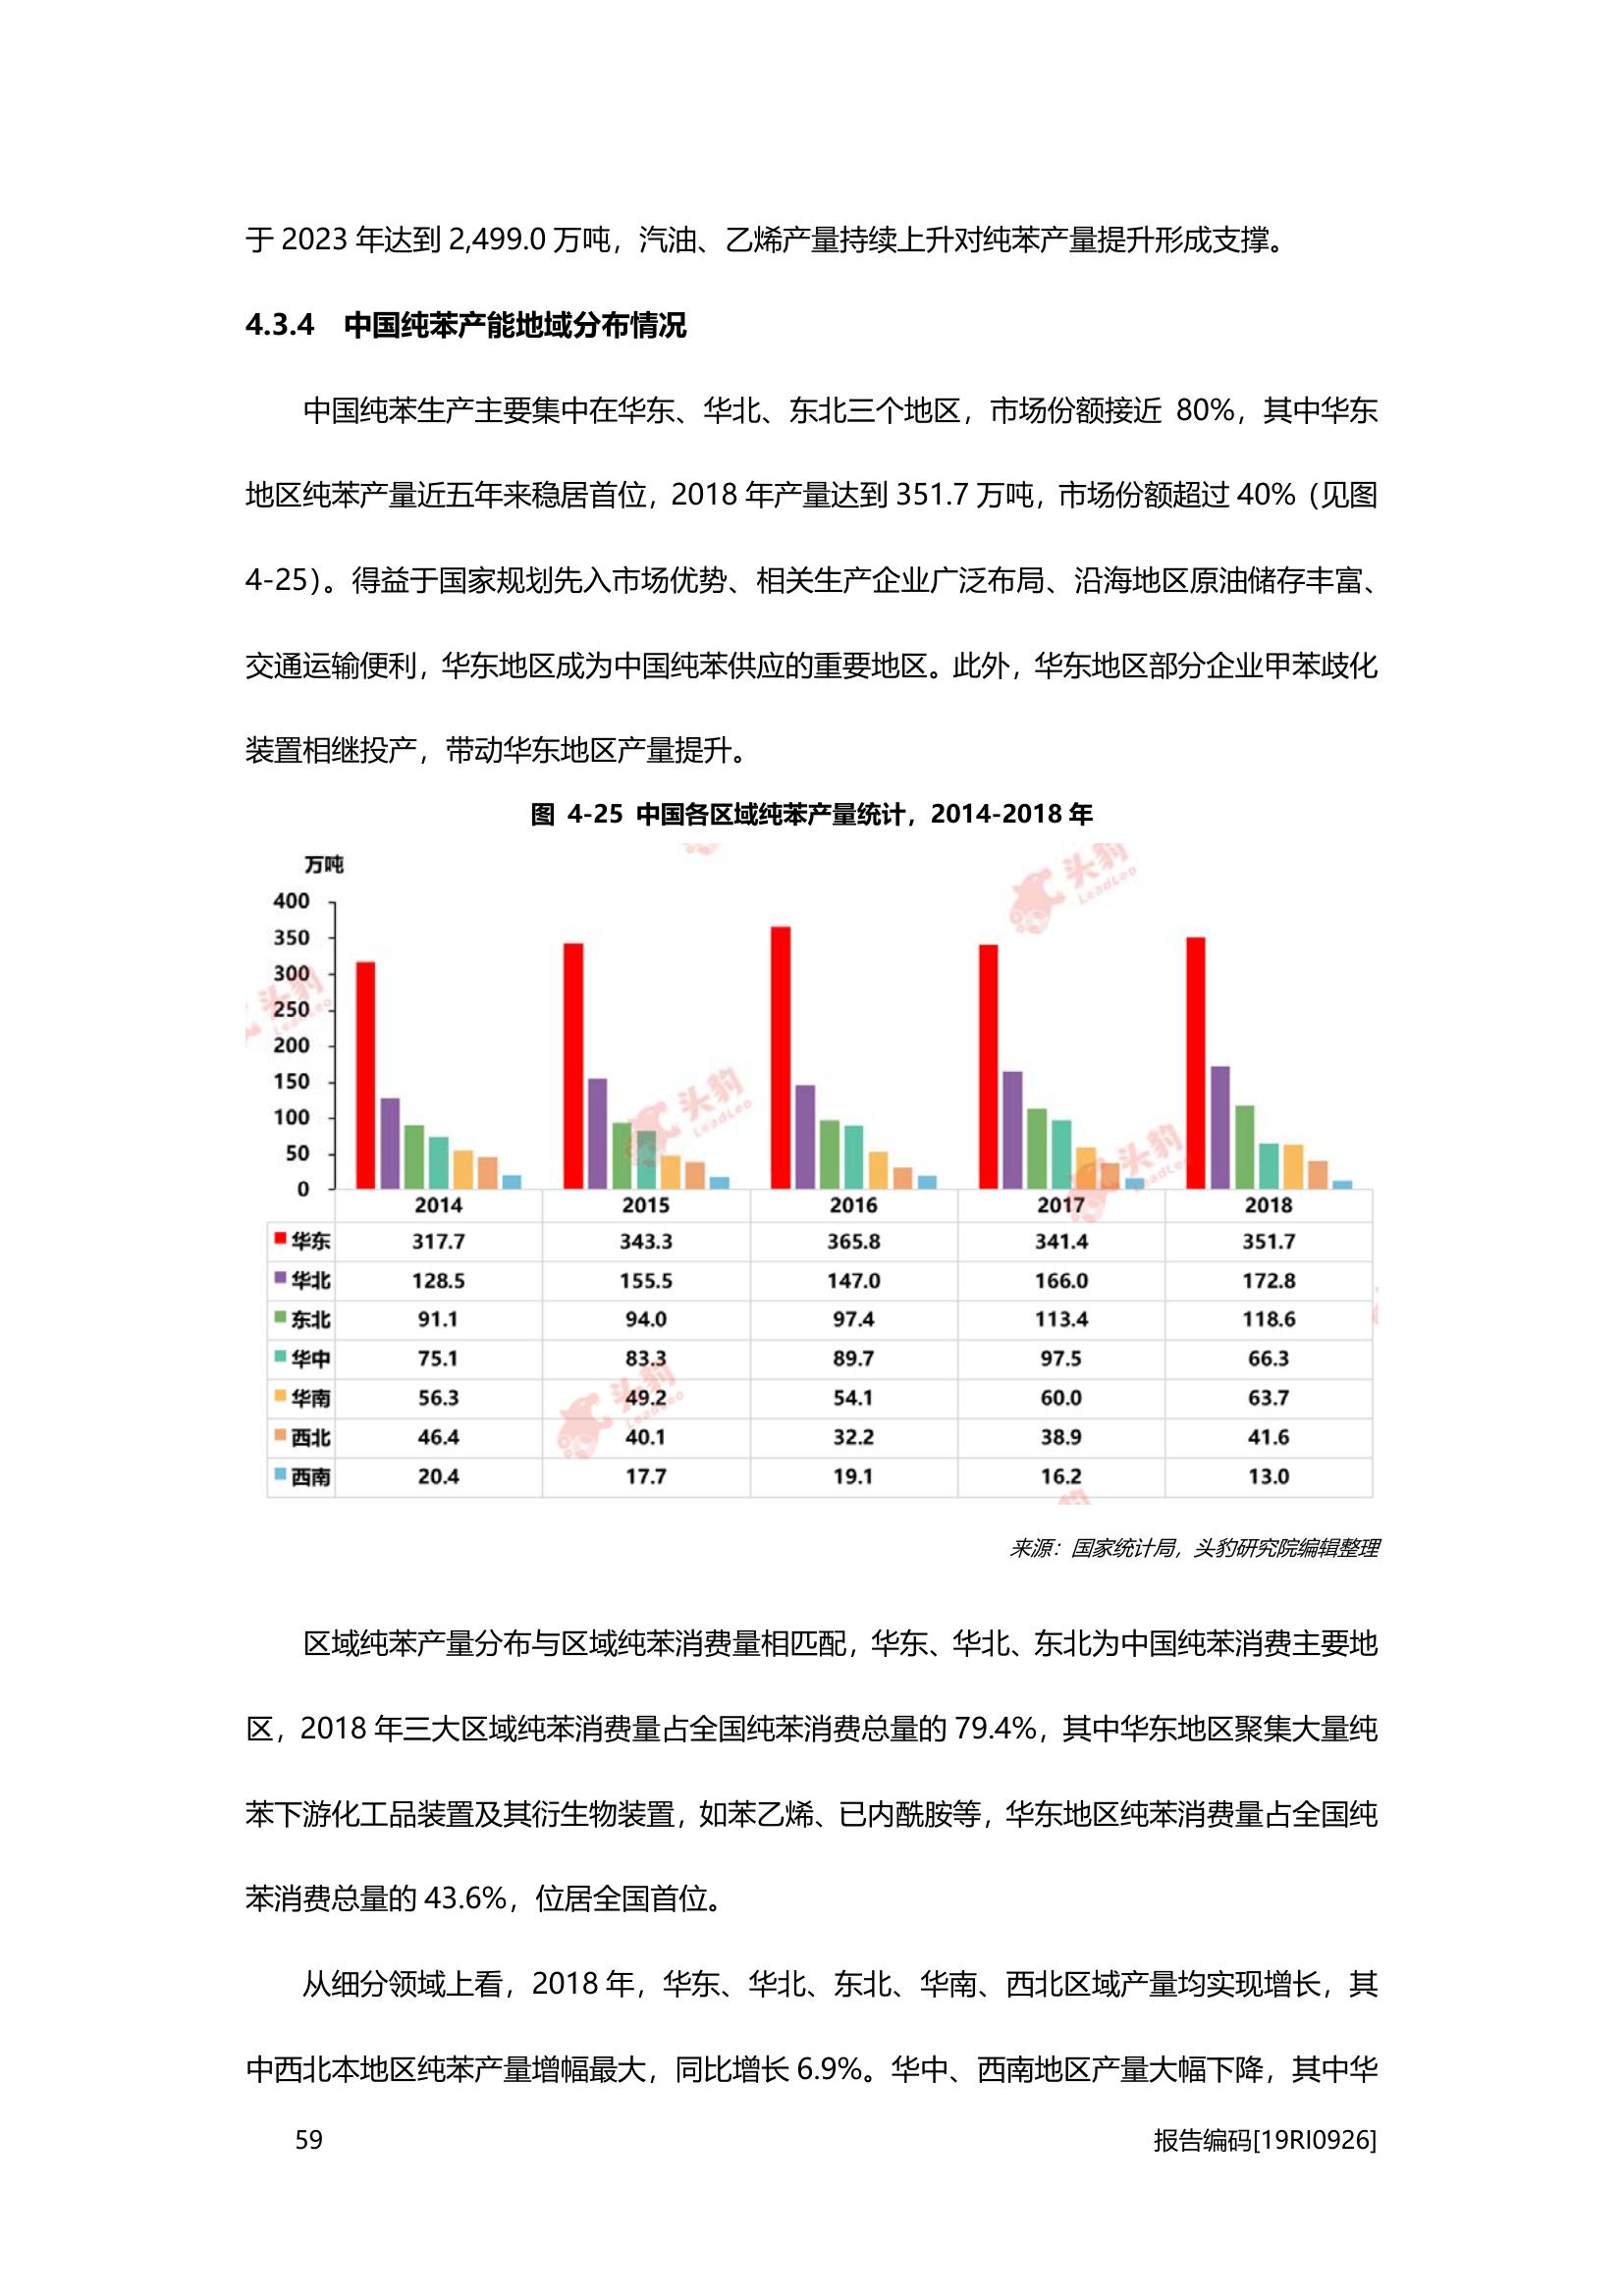 于 2023 年达到 2,499.0 万吨，汽油、乙烯产量持续上升对纯苯产量提升形成支撑。
4.3.4 中国纯苯产能地域分布情况
中国纯苯生产主要集中在华东、华北、东北三个地区，市场份额接近 80%，其中华东
地区纯苯产量近五年来稳居首位，2018 年产量达到 351.7 万吨，市场份额超过 40%（见图
4-25）。得益于国家规划先入市场优势、相关生产企业广泛布局、沿海地区原油储存丰富、
交通运输便利，华东地区成为中国纯苯供应的重要地区。此外，华东地区部分企业甲苯歧化
装置相继投产，带动华东地区产量提升。
图 4-25 中国各区域纯苯产量统计，2014-2018 年
万吨
400
350
300
250
200
150
100
50
0
2014 2015 2016 2017 2018
华东 317.7 343.3 365.8 341.4 351.7
华北 128.5 155.5 147.0 166.0 172.8
东北 91.1 94.0 97.4 113.4 118.6
华中 75.1 83.3 89.7 97.5 66.3
华南 56.3 49.2 54.1 60.0 63.7
西北 46.4 40.1 32.2 38.9 41.6
西南 20.4 17.7 19.1 16.2 13.0
头豹
LeadLeo
头豹
LeadLeo
头豹
LeadLeo
头豹
LeadLeo
头豹
LeadLeo
来源：国家统计局，头豹研究院编辑整理
区域纯苯产量分布与区域纯苯消费量相匹配，华东、华北、东北为中国纯苯消费主要地
区，2018 年三大区域纯苯消费量占全国纯苯消费总量的 79.4%，其中华东地区聚集大量纯
苯下游化工品装置及其衍生物装置，如苯乙烯、已内酰胺等，华东地区纯苯消费量占全国纯
苯消费总量的 43.6%，位居全国首位。
从细分领域上看，2018 年，华东、华北、东北、华南、西北区域产量均实现增长，其
中西北本地区纯苯产量增幅最大，同比增长 6.9%。华中、西南地区产量大幅下降，其中华
59
报告编码[19RI0926]